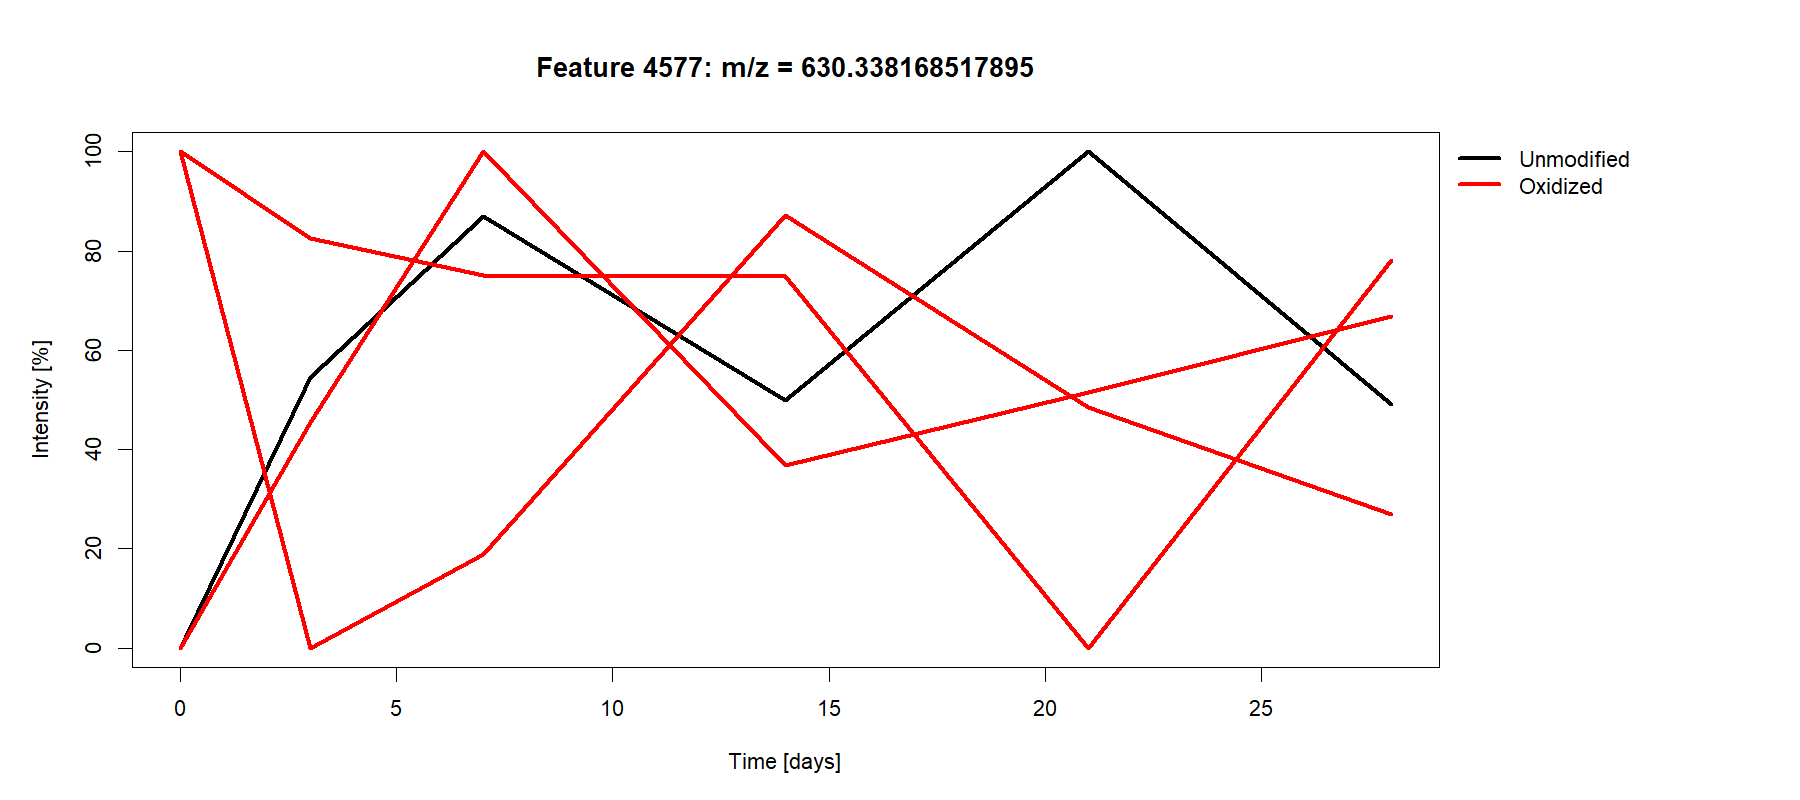 Feature 4577: m/z = 630.338168517895
Unmodified
Oxidized
Intensity [%]
100
80
60
40
20
0
0 5 10 15 20 25
Time [days]